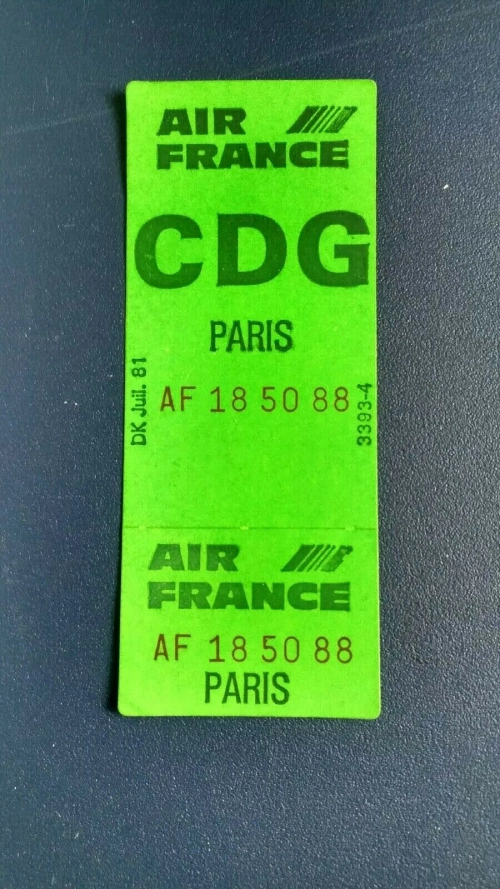 AIR
FRANCE
CDG
PARIS
DK Juil. 81
AF 18 50 88
3393-4
AIR
FRANCE
AF 18 50 88
PARIS